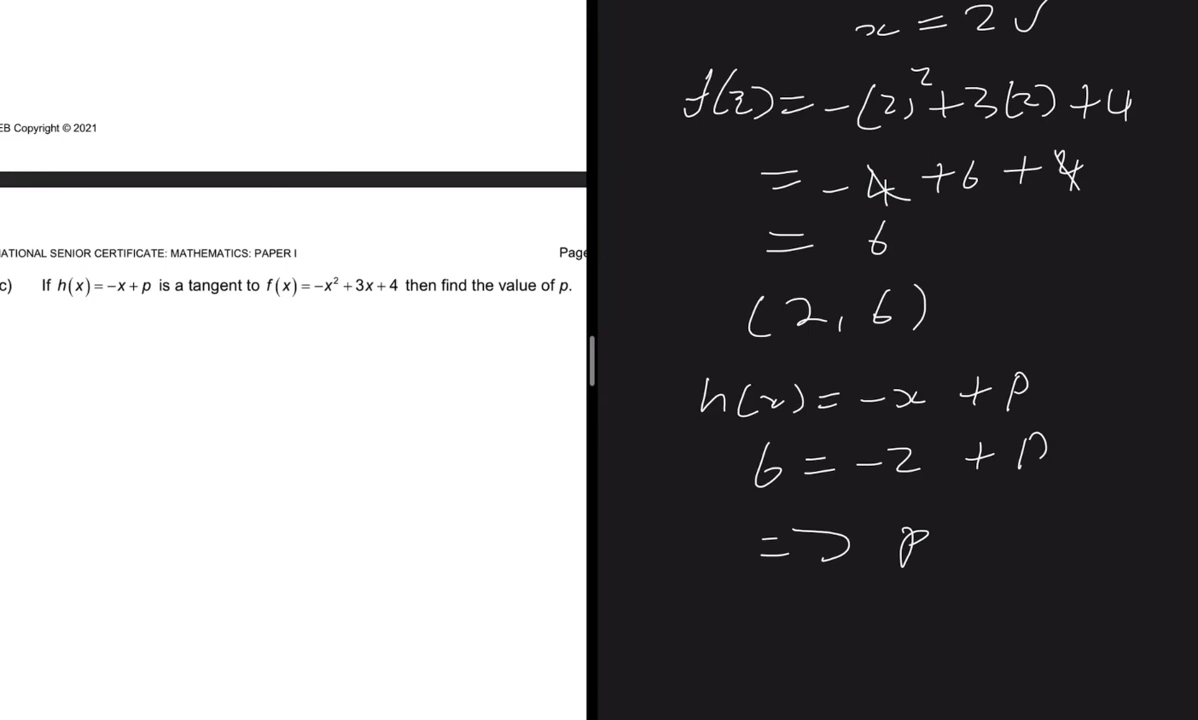 EB Copyright © 2021
ATIONAL SENIOR CERTIFICATE: MATHEMATICS: PAPER I
Page
c) If h(x) = −x + p is a tangent to f(x) = −x² + 3x + 4 then find the value of p.
x = 2 ✓
f(2) = −(2)² + 3(2) + 4
= −4 + 6 + 4
= 6
(2, 6)
h(x) = −x + p
6 = −2 + p
=> p